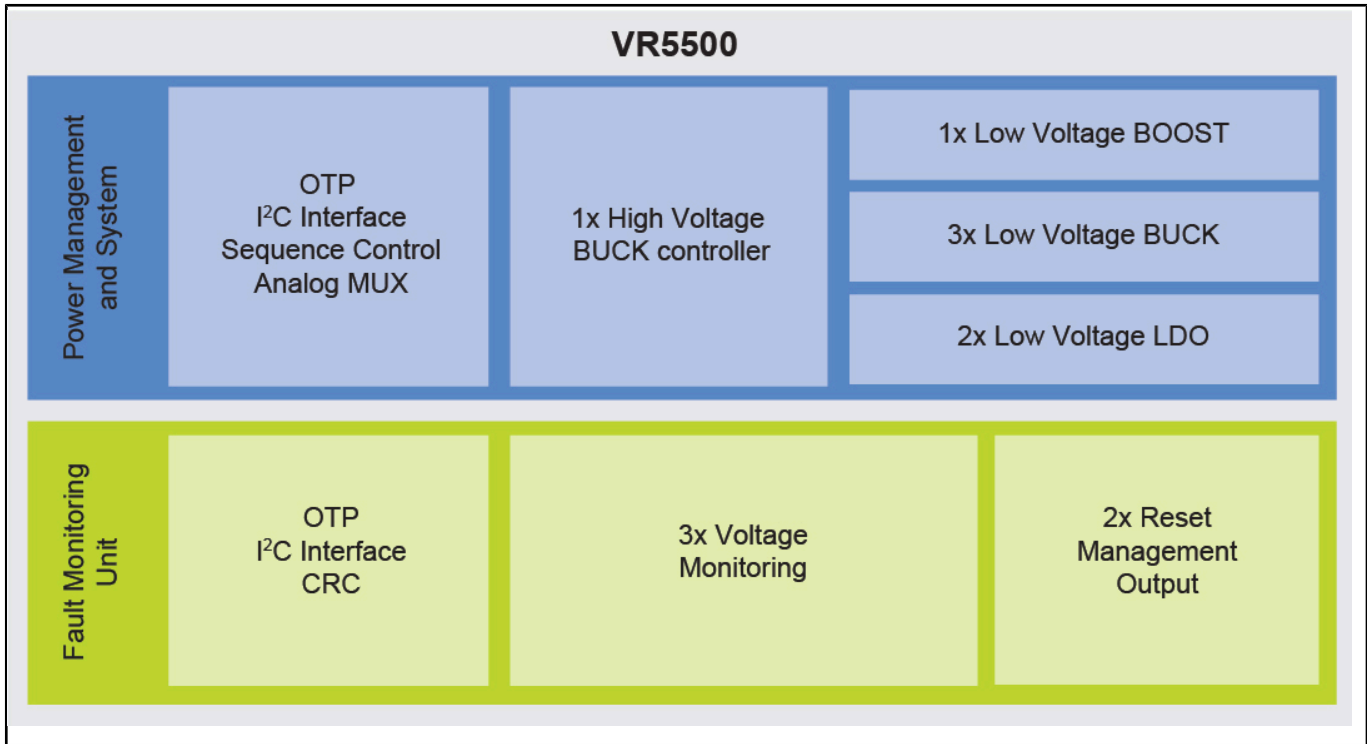 VR5500
Power Management
and System
OTP
I²C Interface
Sequence Control
Analog MUX
1x High Voltage
BUCK controller
1x Low Voltage BOOST
3x Low Voltage BUCK
2x Low Voltage LDO
Fault Monitoring
Unit
OTP
I²C Interface
CRC
3x Voltage
Monitoring
2x Reset
Management
Output